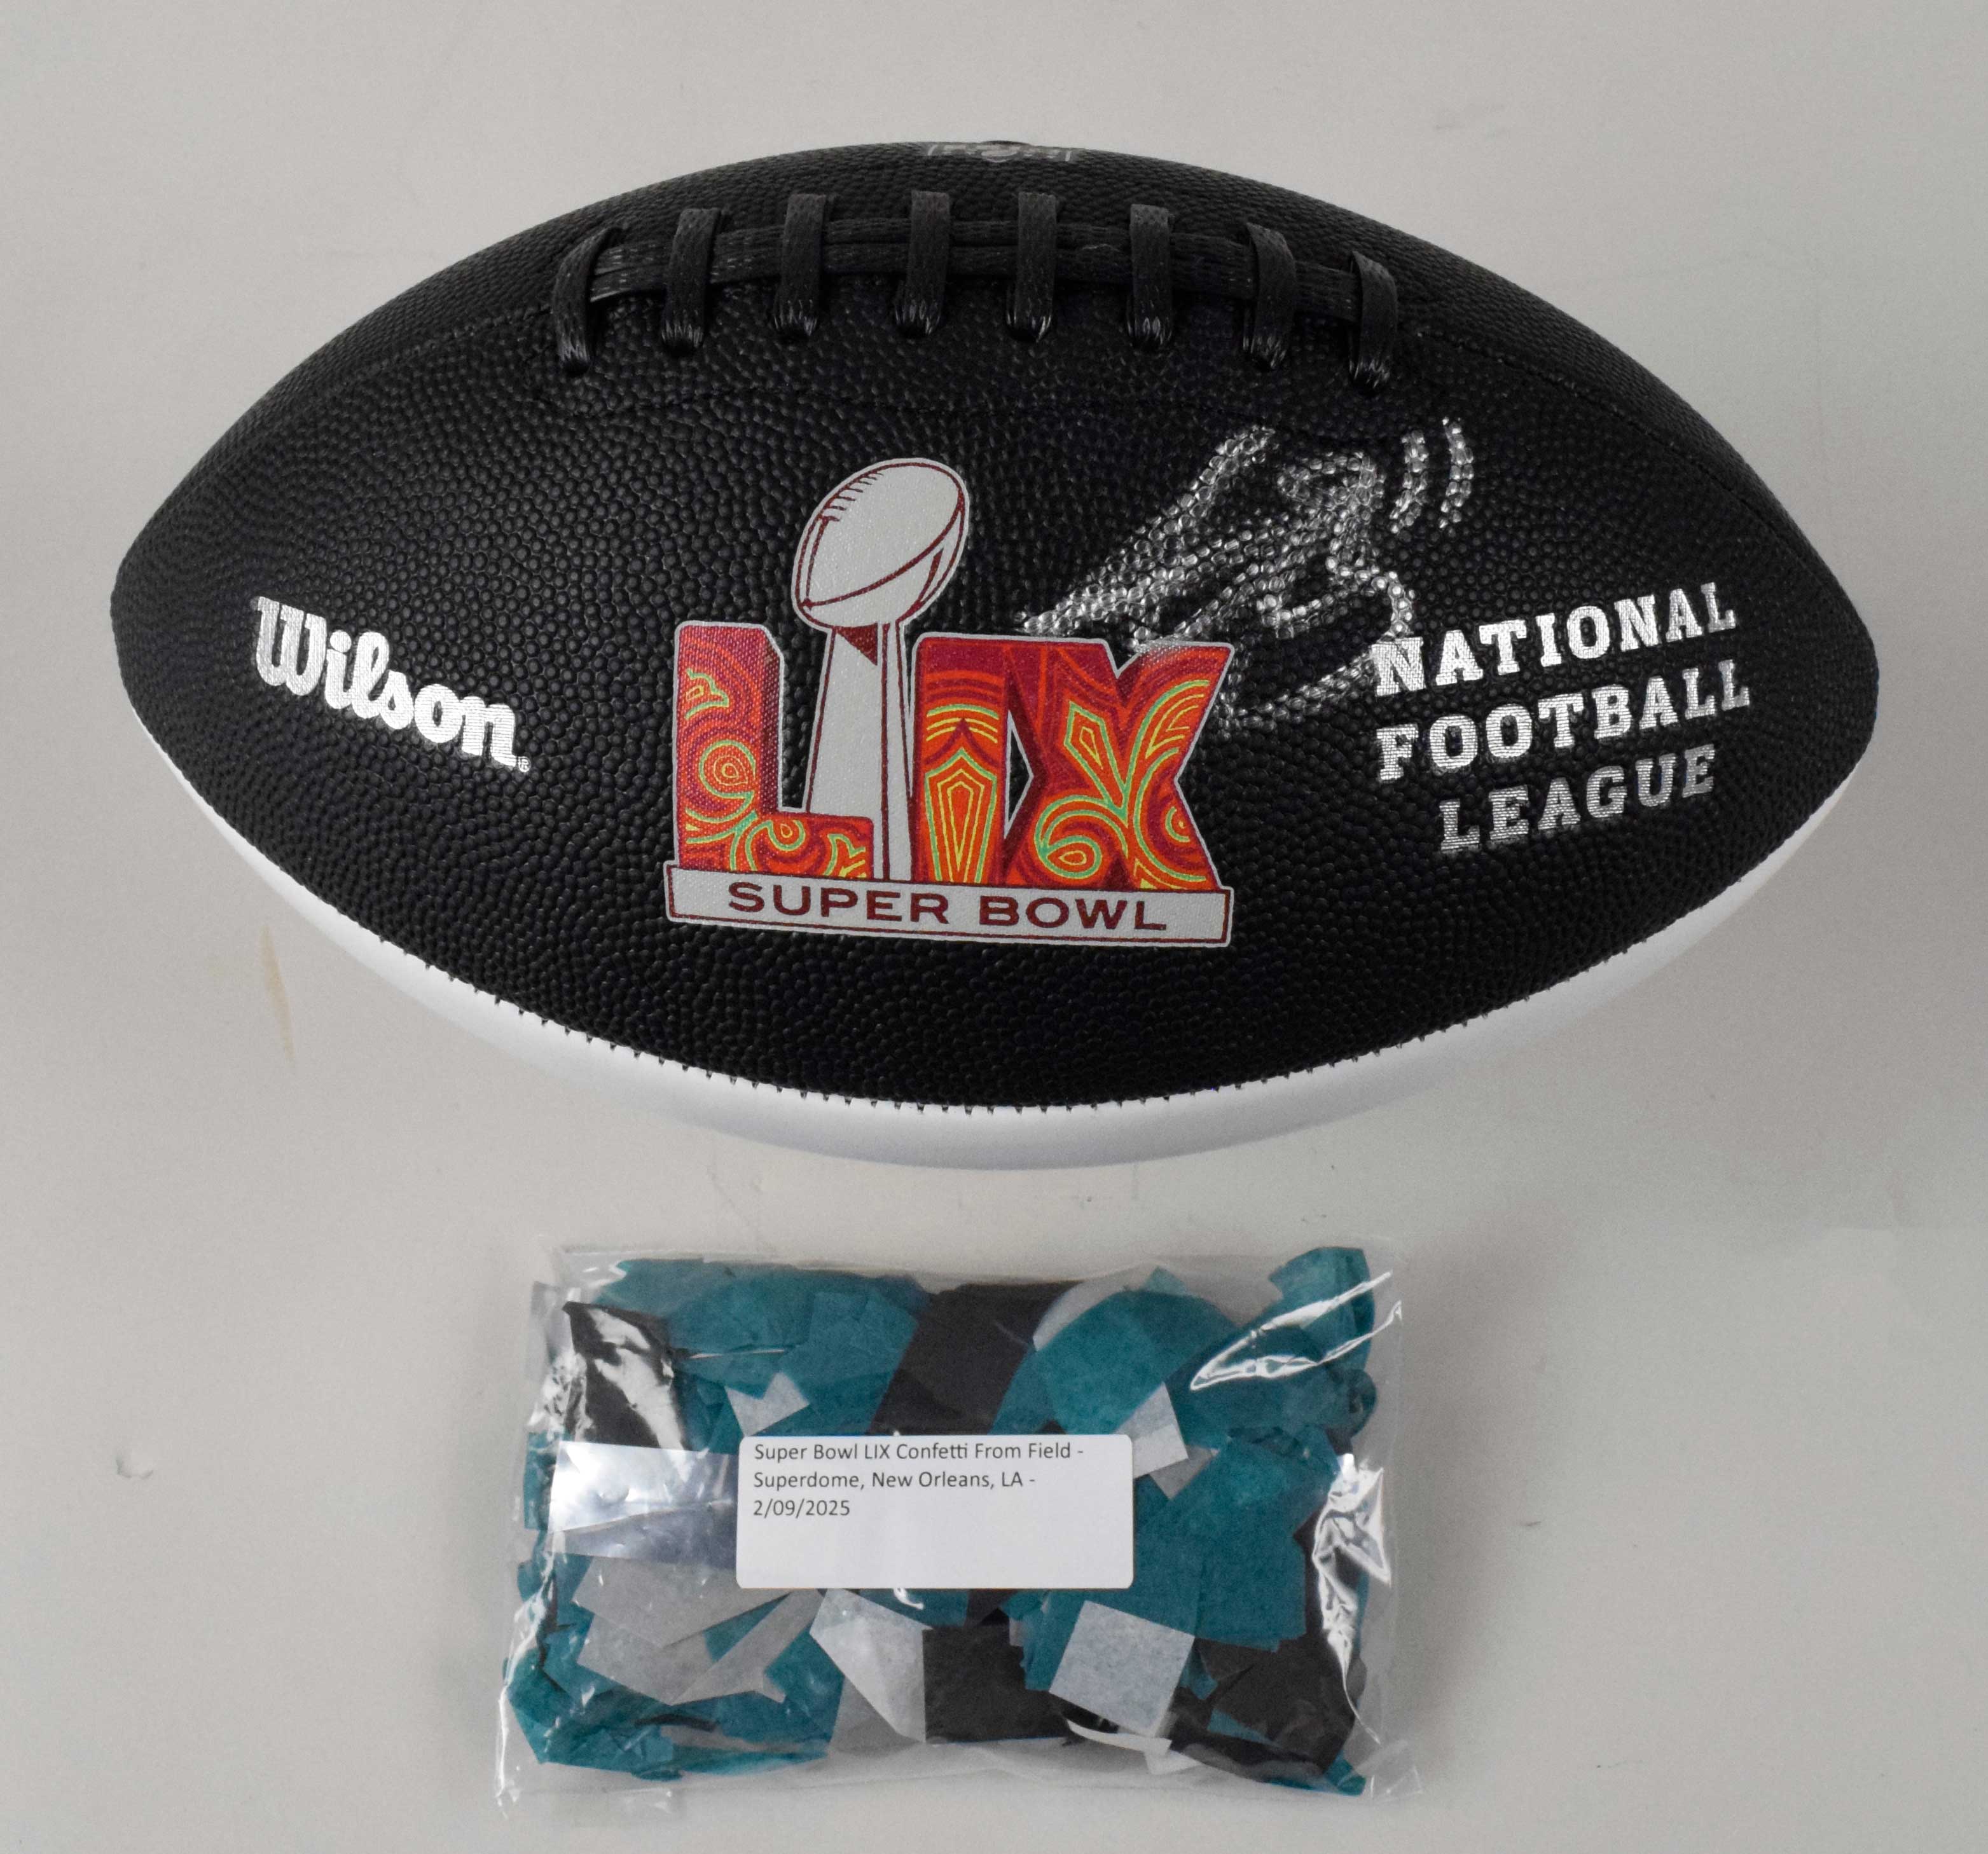 Wilson®
LIX
SUPER BOWL
NATIONAL
FOOTBALL
LEAGUE
Super Bowl LIX Confetti From Field -
Superdome, New Orleans, LA -
2/09/2025